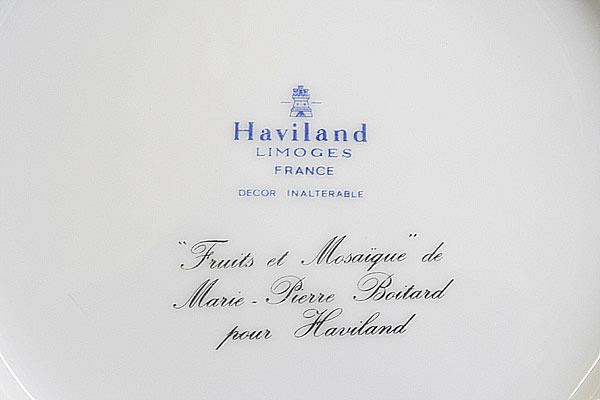 Haviland
LIMOGES
FRANCE
DECOR INALTERABLE
"Fruits et Mosaïque" de
Marie-Pierre Boitard
pour Haviland